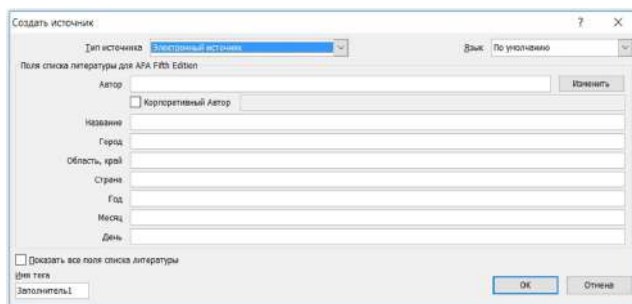 Создать источник ? X
Тип источника Электронный источник Язык По умолчанию
Поля списка литературы для APA Fifth Edition
Автор Изменить
Корпоративный Автор
Название
Город
Область, край
Страна
Год
Месяц
День
Показать все поля списка литературы
Имя тега
Заполнитель1 ОК Отмена